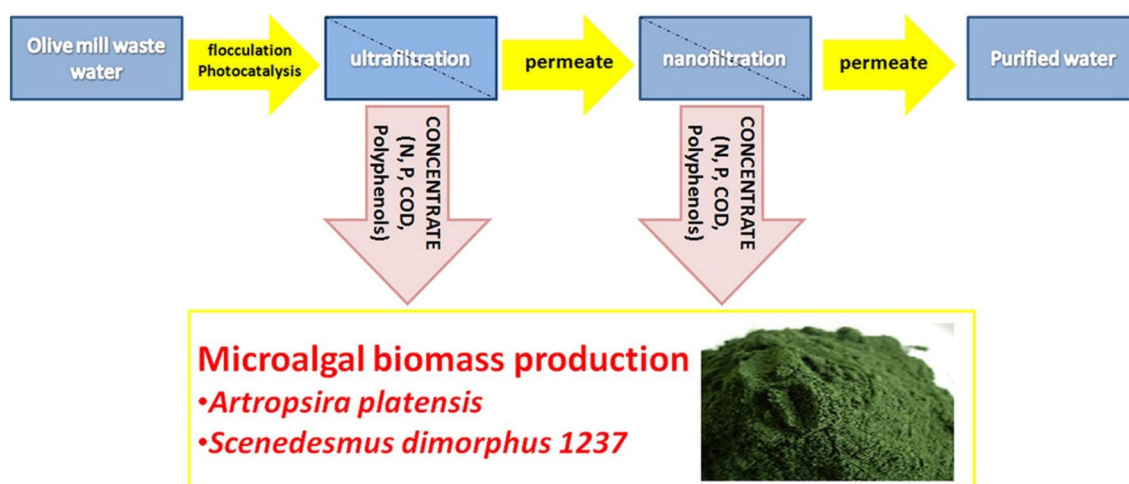 Olive mill waste
water
flocculation
Photocatalysis
ultrafiltration
permeate
nanofiltration
permeate
Purified water
CONCENTRATE
(N, P, COD,
Polyphenols)
CONCENTRATE
(N, P, COD,
Polyphenols)
Microalgal biomass production
•Artropsira platensis
•Scenedesmus dimorphus 1237